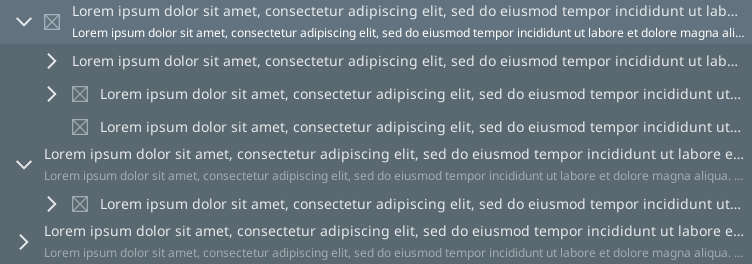 Lorem ipsum dolor sit amet, consectetur adipiscing elit, sed do eiusmod tempor incididunt ut lab...
Lorem ipsum dolor sit amet, consectetur adipiscing elit, sed do eiusmod tempor incididunt ut labore et dolore magna ali...
Lorem ipsum dolor sit amet, consectetur adipiscing elit, sed do eiusmod tempor incididunt ut lab...
Lorem ipsum dolor sit amet, consectetur adipiscing elit, sed do eiusmod tempor incididunt ut...
Lorem ipsum dolor sit amet, consectetur adipiscing elit, sed do eiusmod tempor incididunt ut...
Lorem ipsum dolor sit amet, consectetur adipiscing elit, sed do eiusmod tempor incididunt ut labore e...
Lorem ipsum dolor sit amet, consectetur adipiscing elit, sed do eiusmod tempor incididunt ut labore et dolore magna aliqua. ...
Lorem ipsum dolor sit amet, consectetur adipiscing elit, sed do eiusmod tempor incididunt ut...
Lorem ipsum dolor sit amet, consectetur adipiscing elit, sed do eiusmod tempor incididunt ut labore e...
Lorem ipsum dolor sit amet, consectetur adipiscing elit, sed do eiusmod tempor incididunt ut labore et dolore magna aliqua. ...